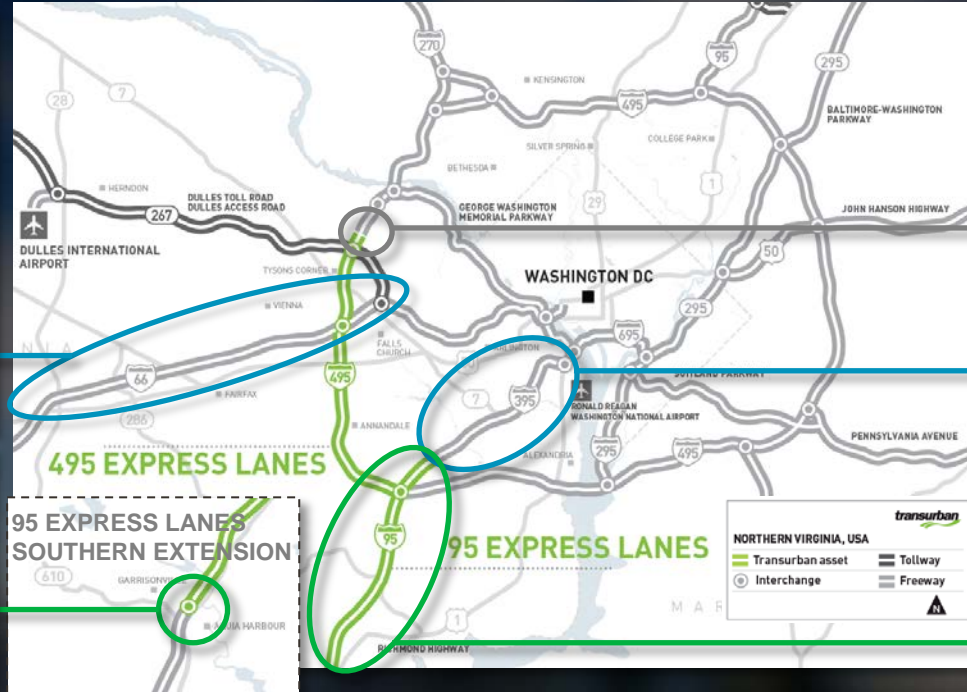 270
95
295
KENSINGTON
28
7
495
BALTIMORE-WASHINGTON
PARKWAY
SILVER SPRING
COLLEGE PARK
BETHESDA
1
HERNDON
DULLES TOLL ROAD
DULLES ACCESS ROAD
29
267
GEORGE WASHINGTON
MEMORIAL PARKWAY
JOHN HANSON HIGHWAY
DULLES INTERNATIONAL
AIRPORT
50
TYSONS CORNER
WASHINGTON DC
VIENNA
295
695
FALLS
CHURCH
66
495
7
395
SUITLAND PARKWAY
FAIRFAX
RONALD REAGAN
WASHINGTON NATIONAL AIRPORT
286
ANNANDALE
PENNSYLVANIA AVENUE
495 EXPRESS LANES
ALEXANDRIA
295
495
95 EXPRESS LANES
SOUTHERN EXTENSION
95
95 EXPRESS LANES
transurban
NORTHERN VIRGINIA, USA
Transurban asset
Tollway
Interchange
Freeway
N
610
GARRISONVILLE
1
RICHMOND HIGHWAY